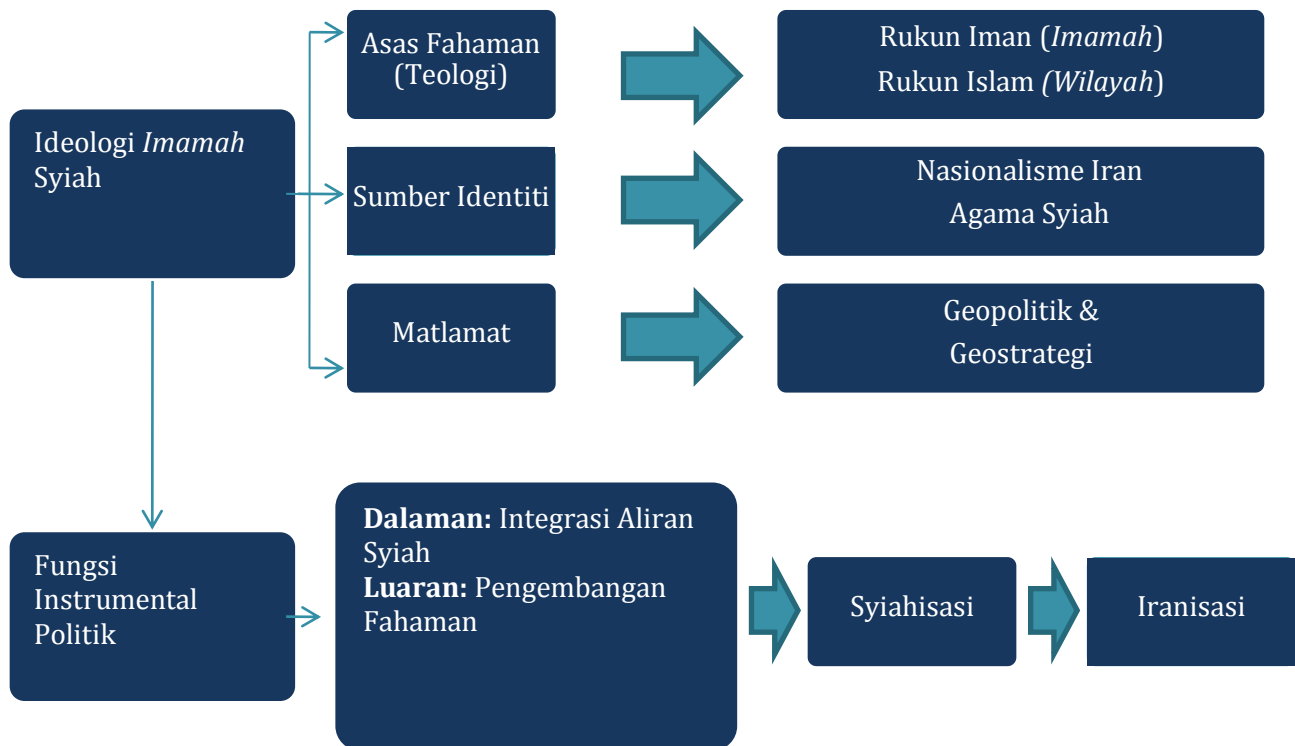 Ideologi Imamah
Syiah
Asas Fahaman
(Teologi)
Rukun Iman (Imamah)
Rukun Islam (Wilayah)
Sumber Identiti
Nasionalisme Iran
Agama Syiah
Matlamat
Geopolitik &
Geostrategi
Fungsi
Instrumental
Politik
Dalaman: Integrasi Aliran
Syiah
Luaran: Pengembangan
Fahaman
Syiahisasi
Iranisasi